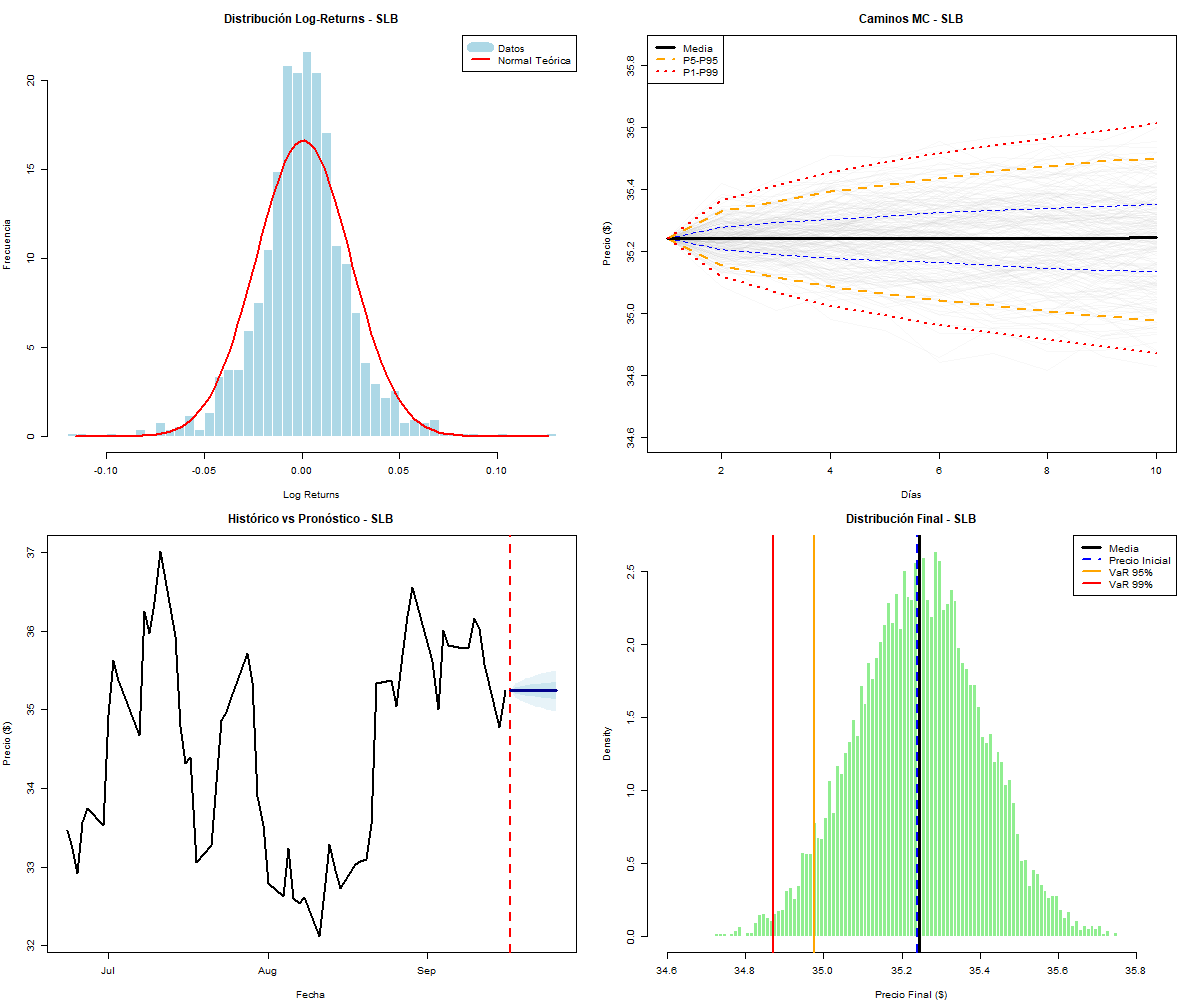 Distribución Log-Returns - SLB
Datos
Normal Teórica
Frecuencia
0
5
10
15
20
-0.10
-0.05
0.00
0.05
0.10
Log Returns
Caminos MC - SLB
Media
P5-P95
P1-P99
Precio ($)
34.6
34.8
35.0
35.2
35.4
35.6
35.8
2
4
6
8
10
Días
Histórico vs Pronóstico - SLB
Precio ($)
32
33
34
35
36
37
Jul
Aug
Sep
Fecha
Distribución Final - SLB
Media
Precio Inicial
VaR 95%
VaR 99%
Density
0.0
0.5
1.0
1.5
2.0
2.5
34.6
34.8
35.0
35.2
35.4
35.6
35.8
Precio Final ($)